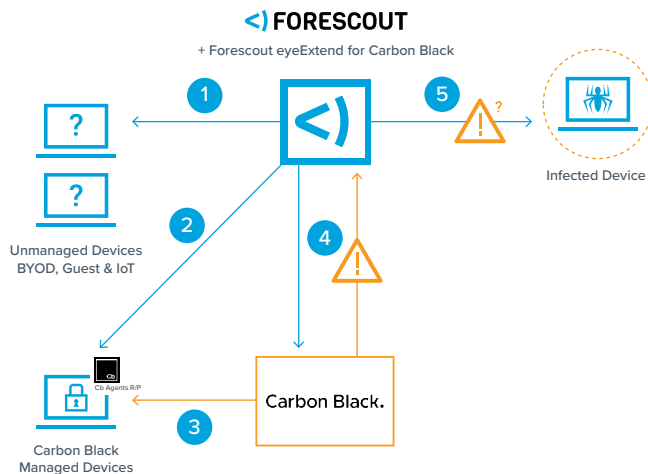 FORESCOUT
+ Forescout eyeExtend for Carbon Black
1
5
?
?
?
Infected Device
2
4
Unmanaged Devices
BYOD, Guest & IoT
Cb
Cb Agents R/P
Carbon Black.
3
Carbon Black
Managed Devices